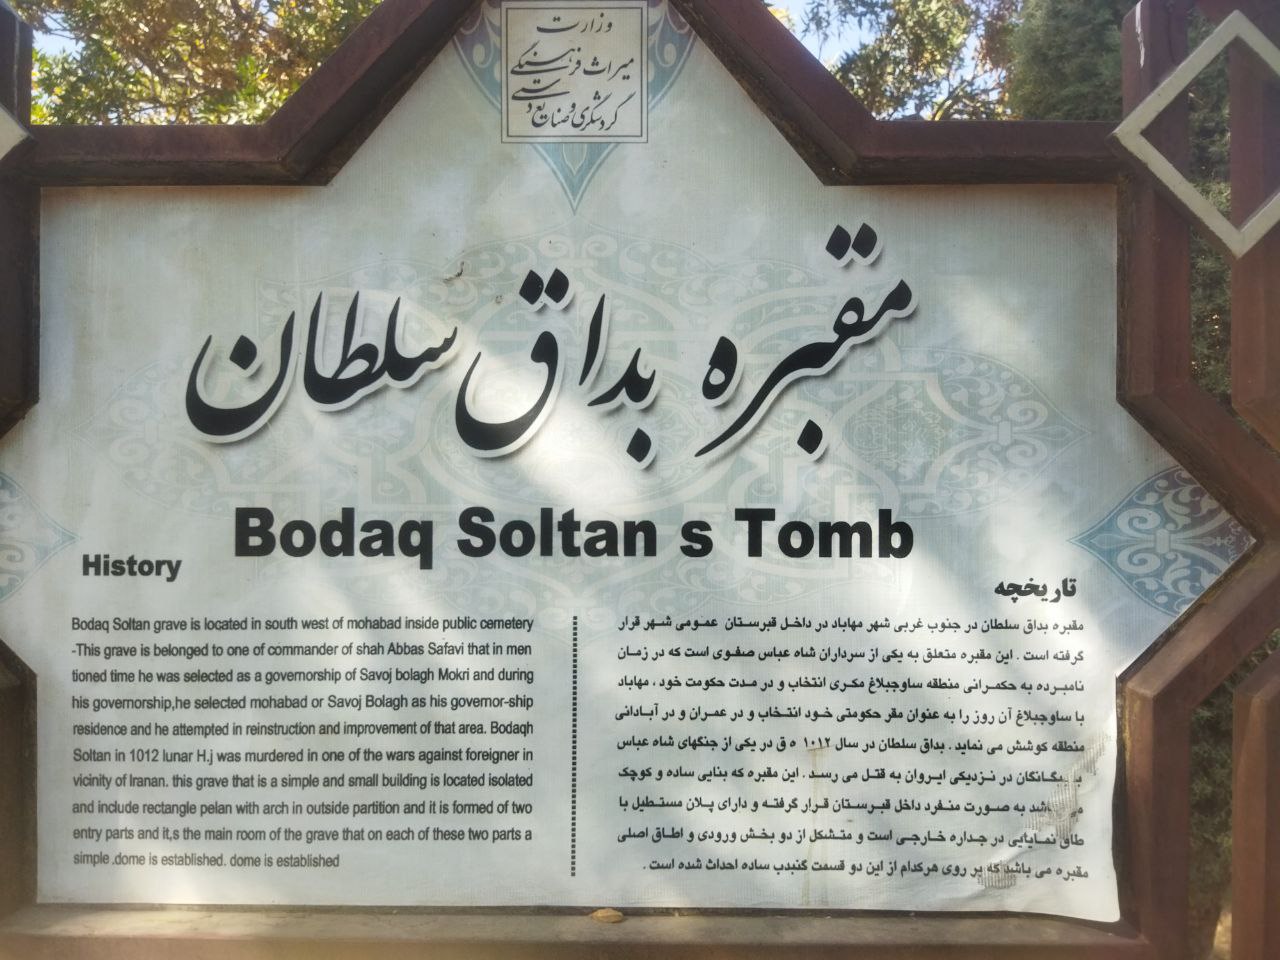 وزارت
میراث فرهنگی
گردشگری و صنایع دستی
مقبره بداق سلطان
Bodaq Soltan s Tomb
History
Bodaq Soltan grave is located in south west of mohabad inside public cemetery
-This grave is belonged to one of commander of shah Abbas Safavi that in men
tioned time he was selected as a governorship of Savoj bolagh Mokri and during
his governorship,he selected mohabad or Savoj Bolagh as his governor-ship
residence and he attempted in reinstruction and improvement of that area. Bodaqh
Soltan in 1012 lunar H.j was murdered in one of the wars against foreigner in
vicinity of Iranan. this grave that is a simple and small building is located isolated
and include rectangle pelan with arch in outside partition and it is formed of two
entry parts and it,s the main room of the grave that on each of these two parts a
simple .dome is established. dome is established
تاریخچه
مقبره بداق سلطان در جنوب غربی شهر مهاباد در داخل قبرستان عمومی شهر قرار
گرفته است . این مقبره متعلق به یکی از سرداران شاه عباس صفوی است که در زمان
نامبرده به حکمرانی منطقه ساوجبلاغ مکری انتخاب و در مدت حکومت خود ، مهاباد
با ساوجبلاغ آن روز را به عنوان مقر حکومتی خود انتخاب و در عمران و در آبادانی
منطقه کوشش می نماید . بداق سلطان در سال ۱۰۱۲ ه ق در یکی از جنگهای شاه عباس
با بیگانگان در نزدیکی ایروان به قتل می رسد . این مقبره که بنایی ساده و کوچک
می باشد به صورت منفرد داخل قبرستان قرار گرفته و دارای پلان مستطیل با
طاق نمایایی در جداره خارجی است و متشکل از دو بخش ورودی و اطاق اصلی
مقبره می باشد که بر روی هرکدام از این دو قسمت گنبدب ساده احداث شده است .